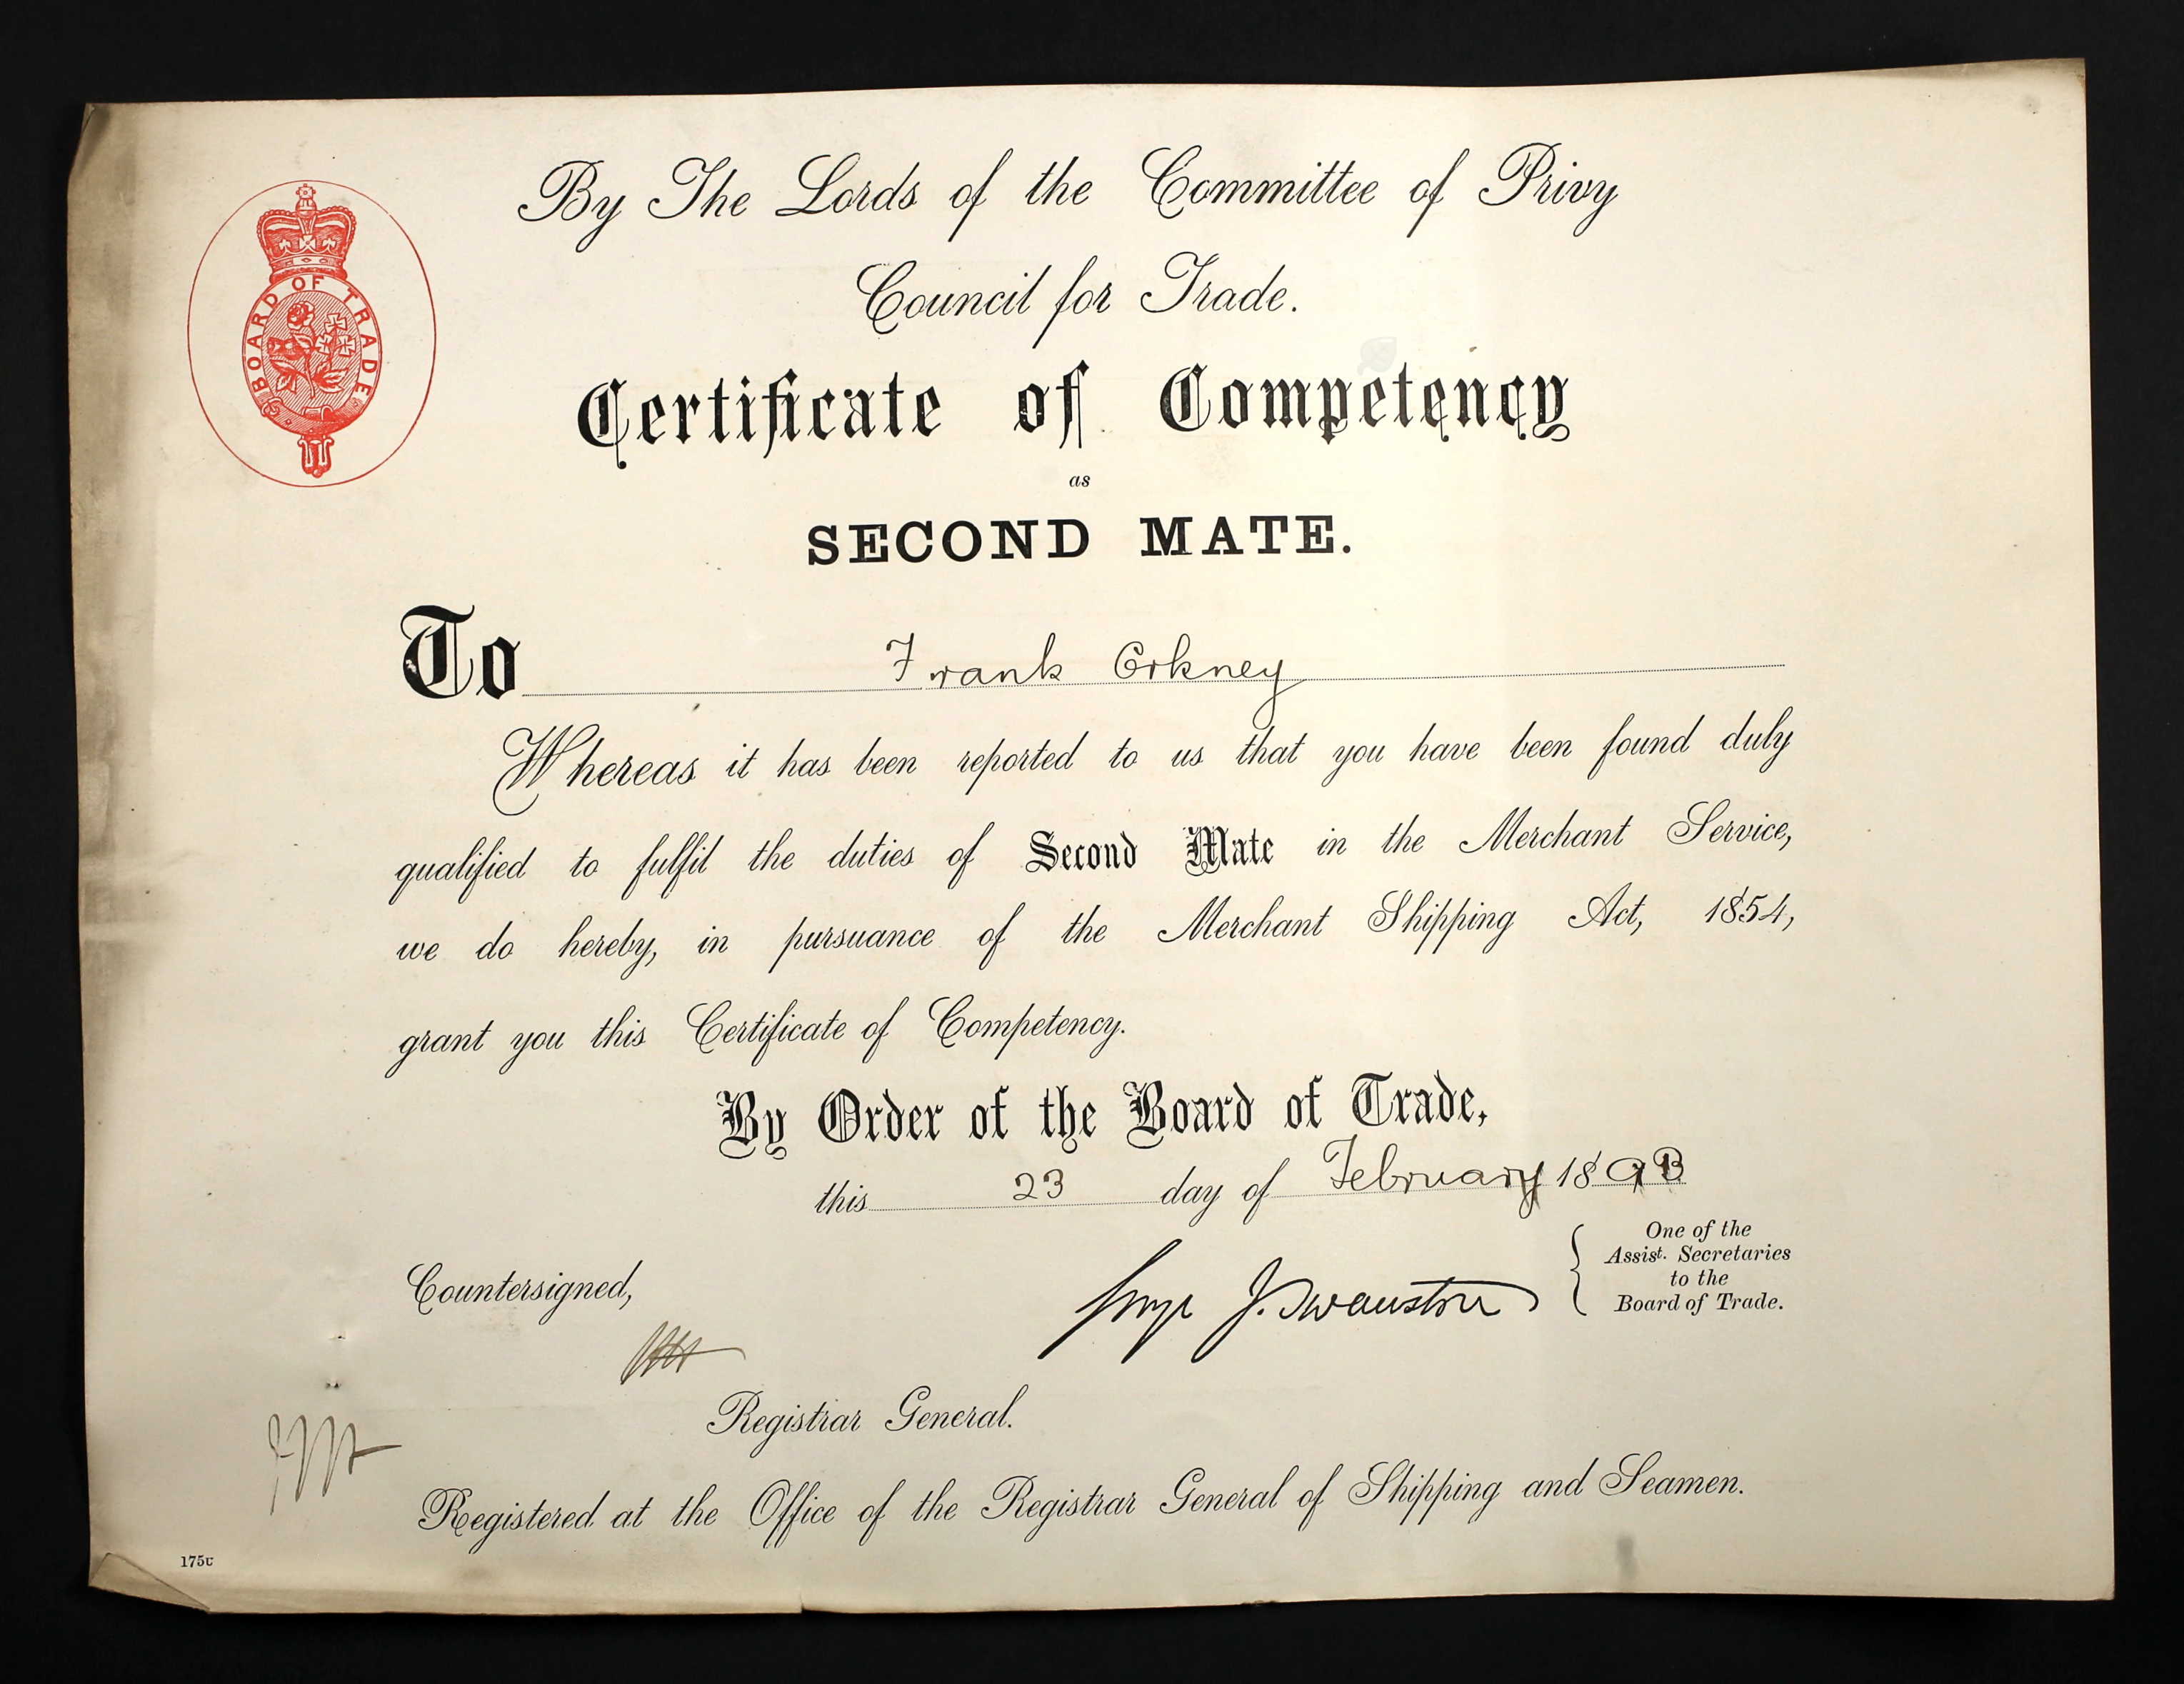 BOARD OF TRADE
By The Lords of the Committee of Privy
Council for Trade.
Certificate of Competency
as
SECOND MATE.
To Frank Orkney
Whereas it has been reported to us that you have been found duly
qualified to fulfil the duties of Second Mate in the Merchant Service,
we do hereby, in pursuance of the Merchant Shipping Act, 1854,
grant you this Certificate of Competency.
By Order of the Board of Trade,
this 23 day of February 1893
One of the
Assist. Secretaries
to the
Board of Trade.
George J. Swanston
Countersigned,
Registrar General.
Registered at the Office of the Registrar General of Shipping and Seamen.
175c